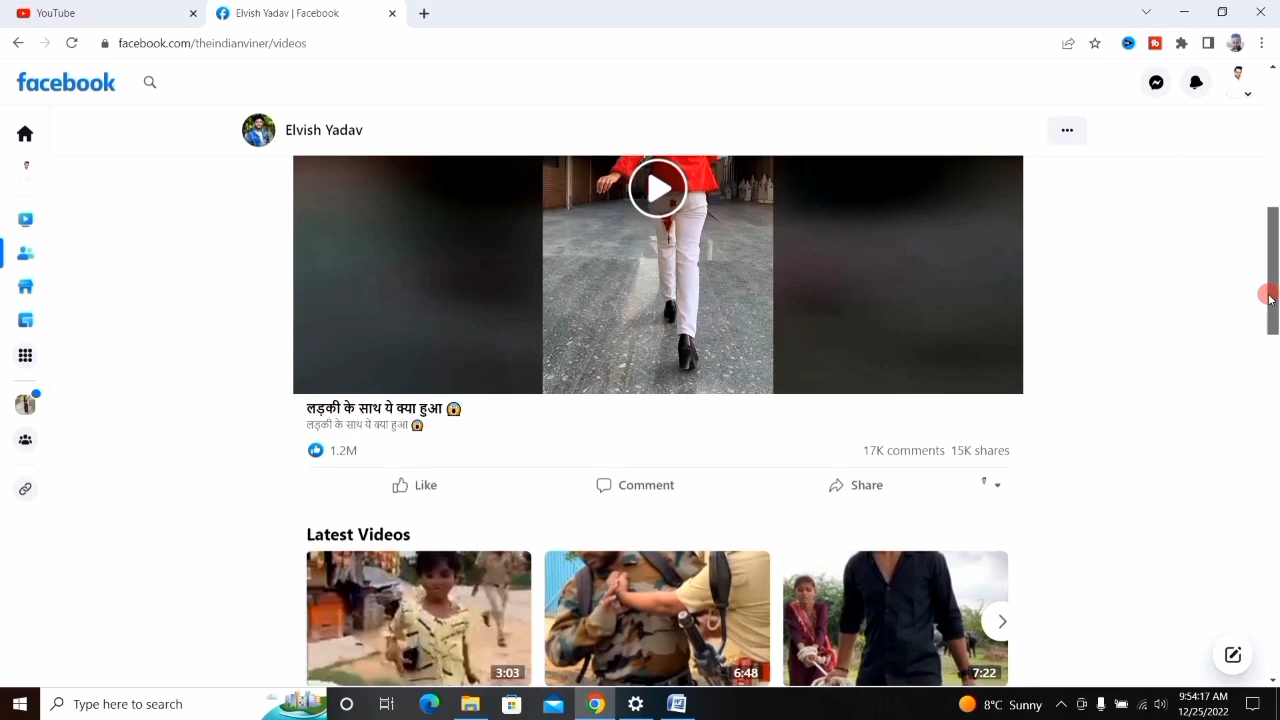 YouTube
Elvish Yadav | Facebook
facebook.com/theindianviner/videos
facebook
Elvish Yadav
लड़की के साथ ये क्या हुआ 😱
लड़की के साथ ये क्या हुआ 😱
1.2M
17K comments 15K shares
Like
Comment
Share
Latest Videos
3:03
6:48
7:22
Type here to search
8°C Sunny
9:54:17 AM
12/25/2022